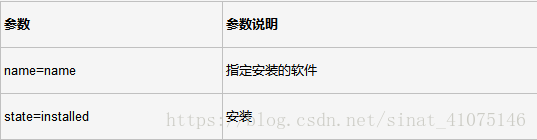 参数 参数说明
name=name 指定安装的软件
state=installed 安装
https://blog.csdn.net/sinat_41075146